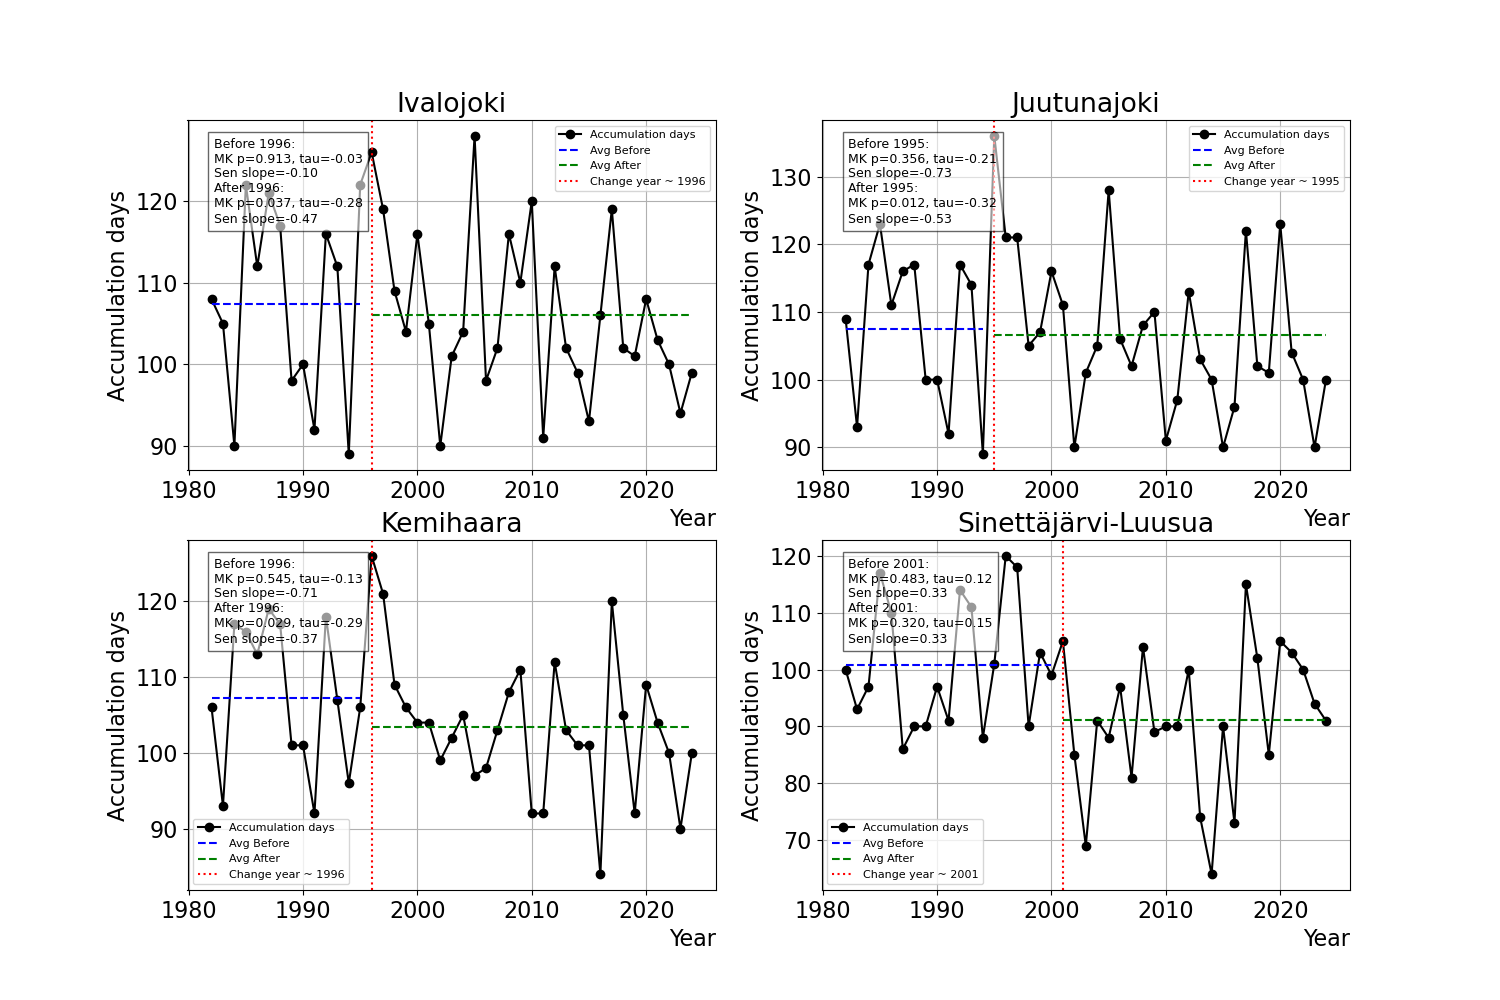 Ivalojoki
Accumulation days
Before 1996:
MK p=0.913, tau=-0.03
Sen slope=-0.10
After 1996:
MK p=0.037, tau=-0.28
Sen slope=-0.47
Accumulation days
Avg Before
Avg After
Change year ~ 1996
120
110
100
90
1980 1990 2000 2010 2020
Year
Juutunajoki
Accumulation days
Before 1995:
MK p=0.356, tau=-0.21
Sen slope=-0.73
After 1995:
MK p=0.012, tau=-0.32
Sen slope=-0.53
Accumulation days
Avg Before
Avg After
Change year ~ 1995
130
120
110
100
90
1980 1990 2000 2010 2020
Year
Kemihaara
Accumulation days
Before 1996:
MK p=0.545, tau=-0.13
Sen slope=-0.71
After 1996:
MK p=0.029, tau=-0.29
Sen slope=-0.37
120
110
100
90
Accumulation days
Avg Before
Avg After
Change year ~ 1996
1980 1990 2000 2010 2020
Year
Sinettäjärvi-Luusua
Accumulation days
Before 2001:
MK p=0.483, tau=0.12
Sen slope=0.33
After 2001:
MK p=0.320, tau=0.15
Sen slope=0.33
120
110
100
90
80
70
Accumulation days
Avg Before
Avg After
Change year ~ 2001
1980 1990 2000 2010 2020
Year